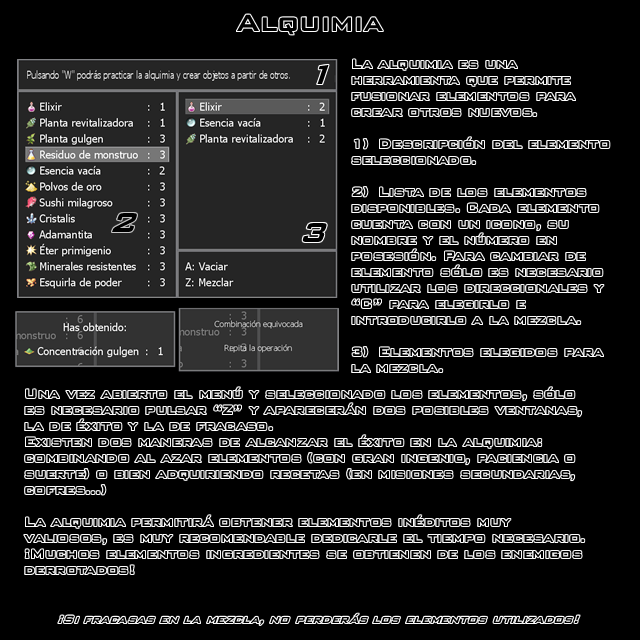 Alquimia
Pulsando "W" podrás practicar la alquimia y crear objetos a partir de otros.
1
Elixir : 1
Planta revitalizadora : 1
Planta gulgen : 3
Residuo de monstruo : 3
Esencia vacía : 2
Polvos de oro : 3
Sushi milagroso : 3
Cristalis : 3
Adamantita : 3
Éter primigenio : 3
Minerales resistentes : 3
Esquirla de poder : 3
2
Elixir : 2
Esencia vacía : 1
Planta revitalizadora : 2
3
A: Vaciar
Z: Mezclar
Has obtenido:
Concentración gulgen : 1
Combinación equivocada
Repita la operación
La alquimia es una
herramienta que permite
fusionar elementos para
crear otros nuevos.
1) Descripción del elemento
seleccionado.
2) Lista de los elementos
disponibles. Cada elemento
cuenta con un icono, su
nombre y el número en
posesión. Para cambiar de
elemento sólo es necesario
utilizar los direccionales y
“C” para elegirlo e
introducirlo a la mezcla.
3) Elementos elegidos para
la mezcla.
Una vez abierto el menú y seleccionado los elementos, sólo
es necesario pulsar “Z” y aparecerán dos posibles ventanas,
la de éxito y la de fracaso.
Existen dos maneras de alcanzar el éxito en la alquimia:
combinando al azar elementos (con gran ingenio, paciencia o
suerte) o bien adquiriendo recetas (en misiones secundarias,
cofres...)
La alquimia permitirá obtener elementos inéditos muy
valiosos, es muy recomendable dedicarle el tiempo necesario.
¡Muchos elementos ingredientes se obtienen de los enemigos
derrotados!
¡Si fracasas en la mezcla, no perderás los elementos utilizados!